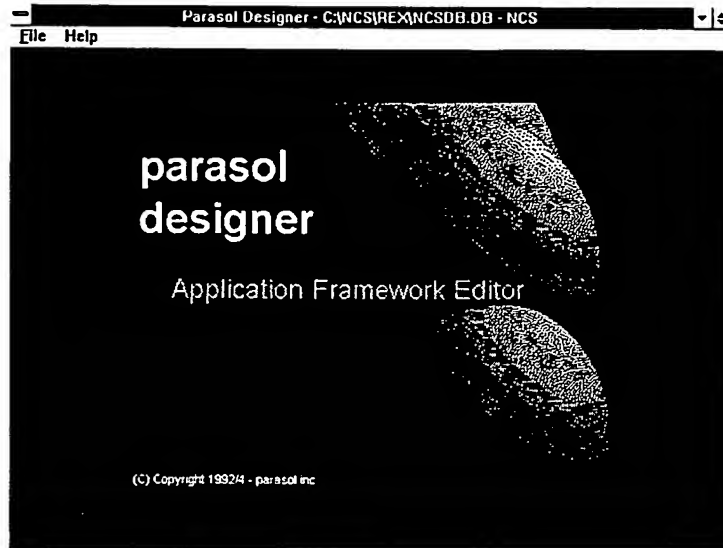 Parasol Designer - C:\NCS\REX\NCSDB.DB - NCS
File Help
parasol
designer
Application Framework Editor
(C) Copyright 1992/4 - parasol inc